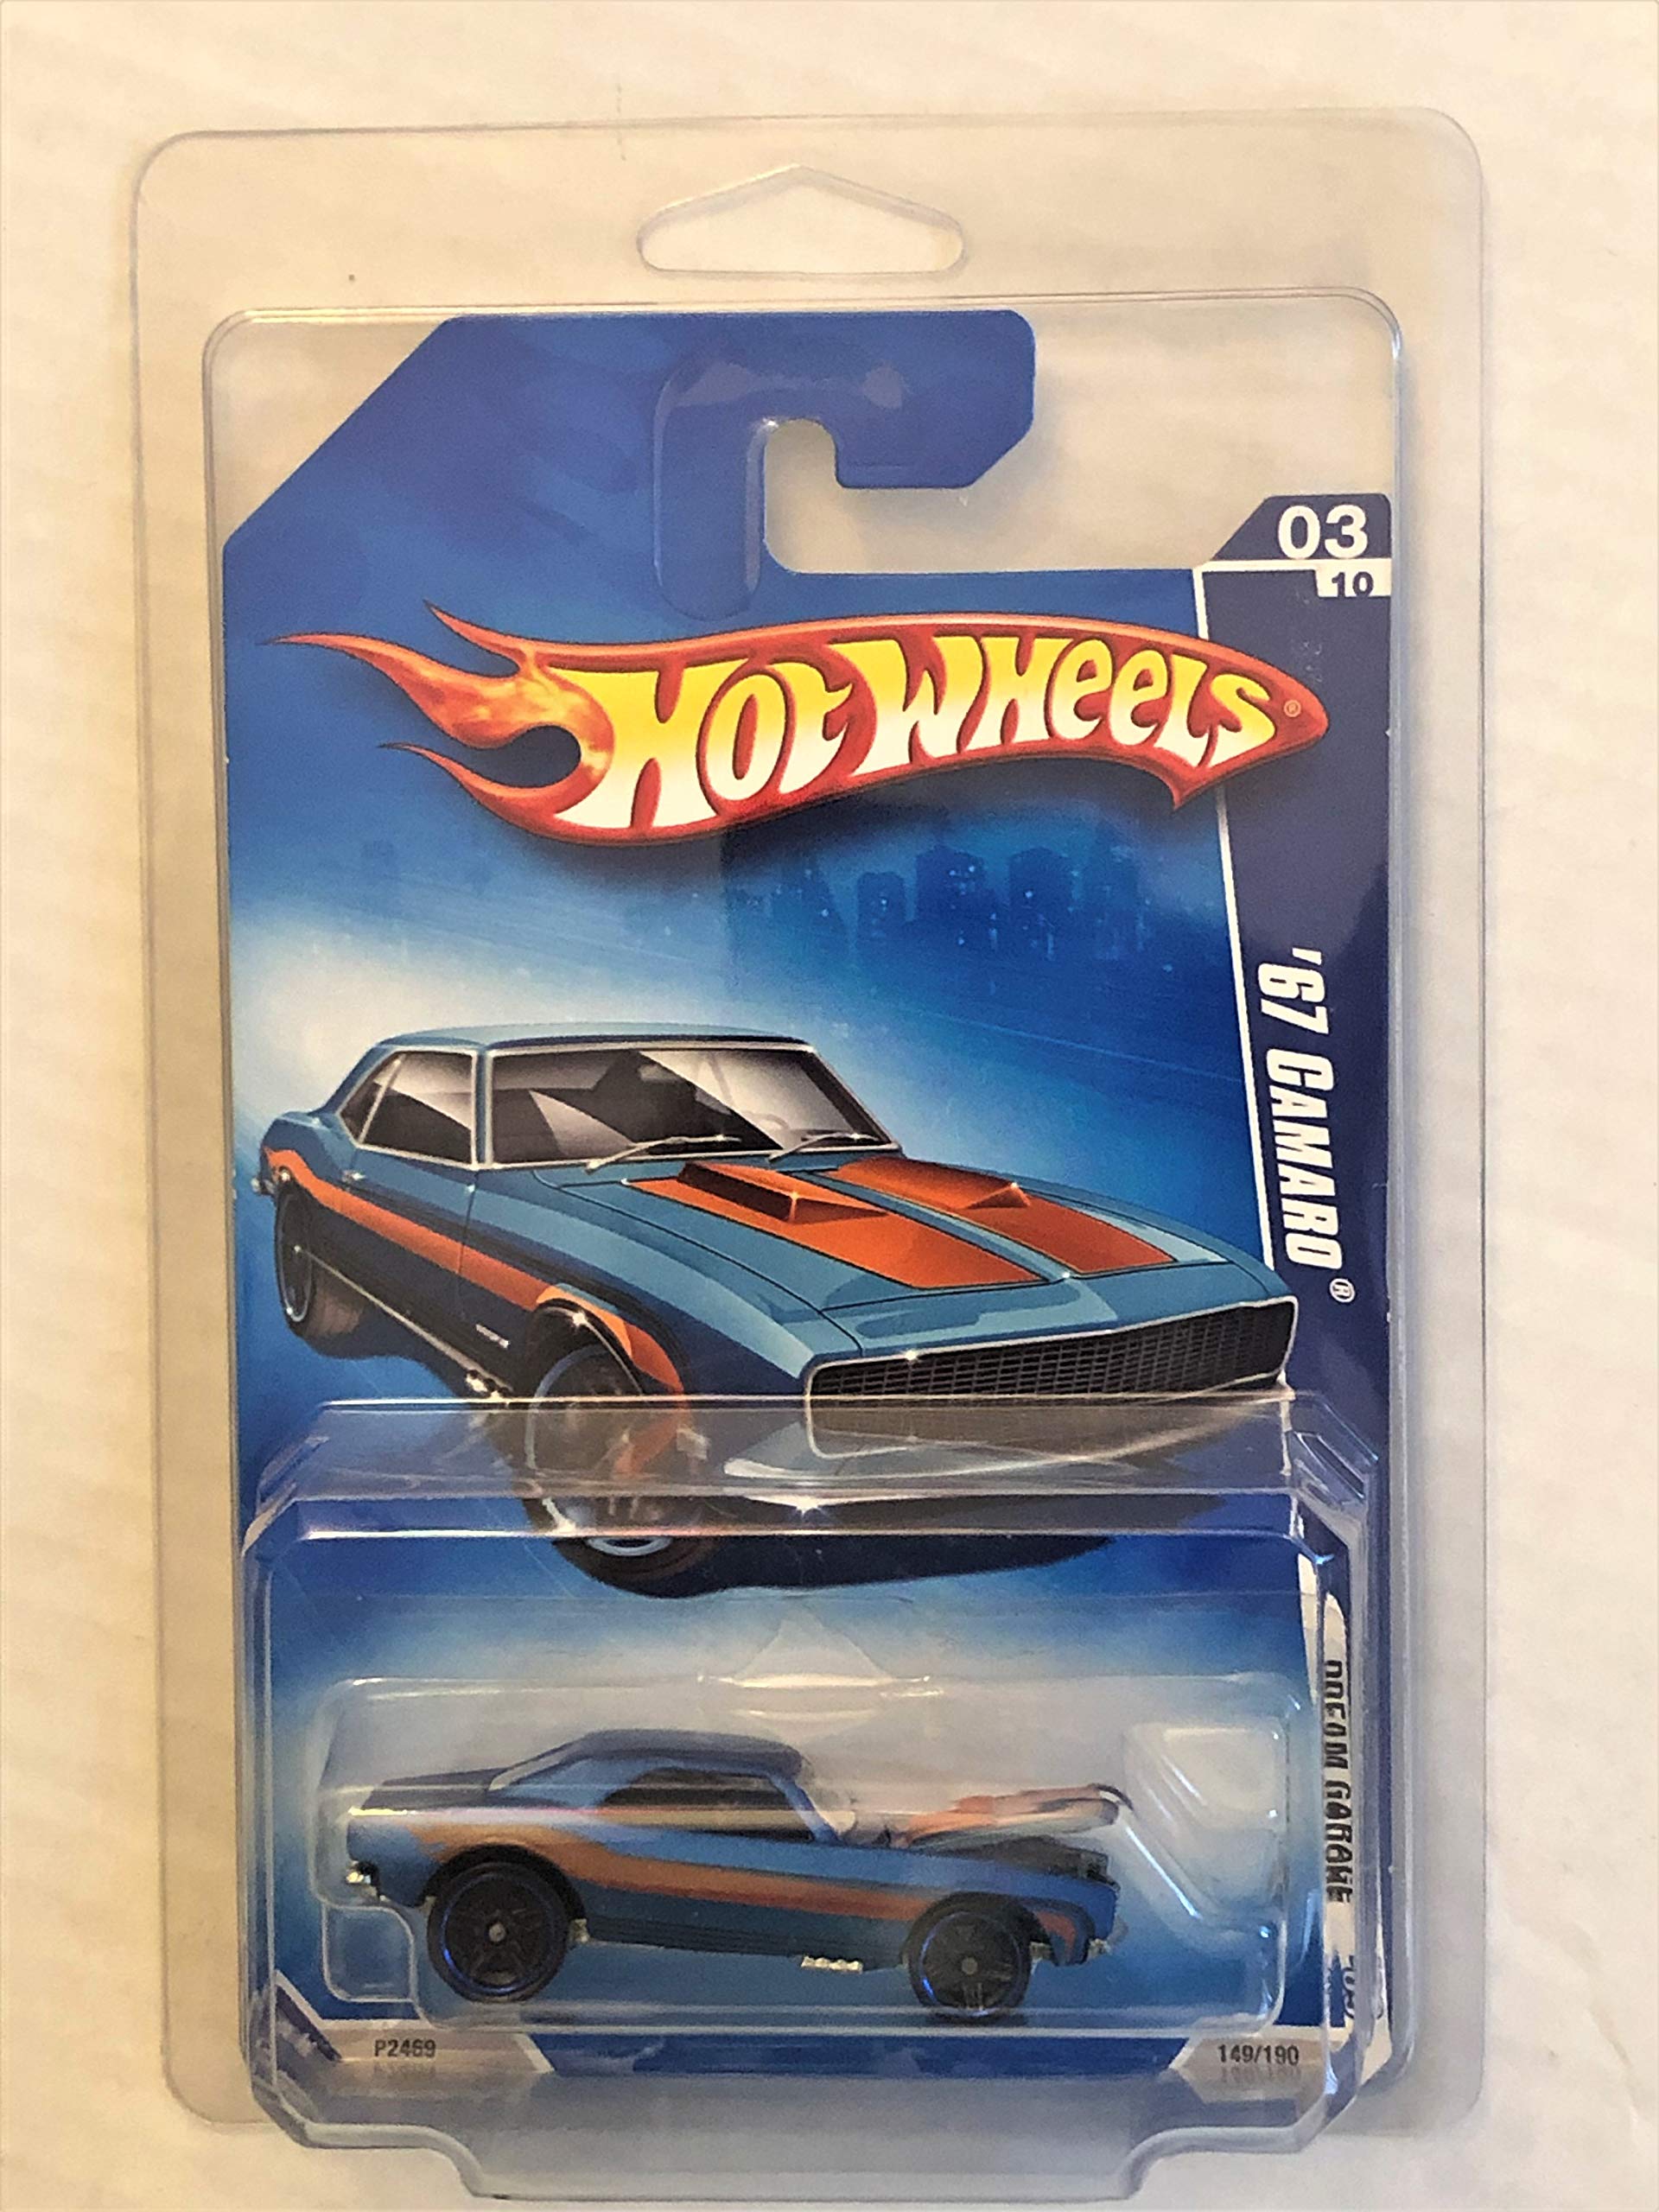 03
10
HOT WHEELS®
'67 CAMARO®
DREAM GARAGE
P2469
149/190